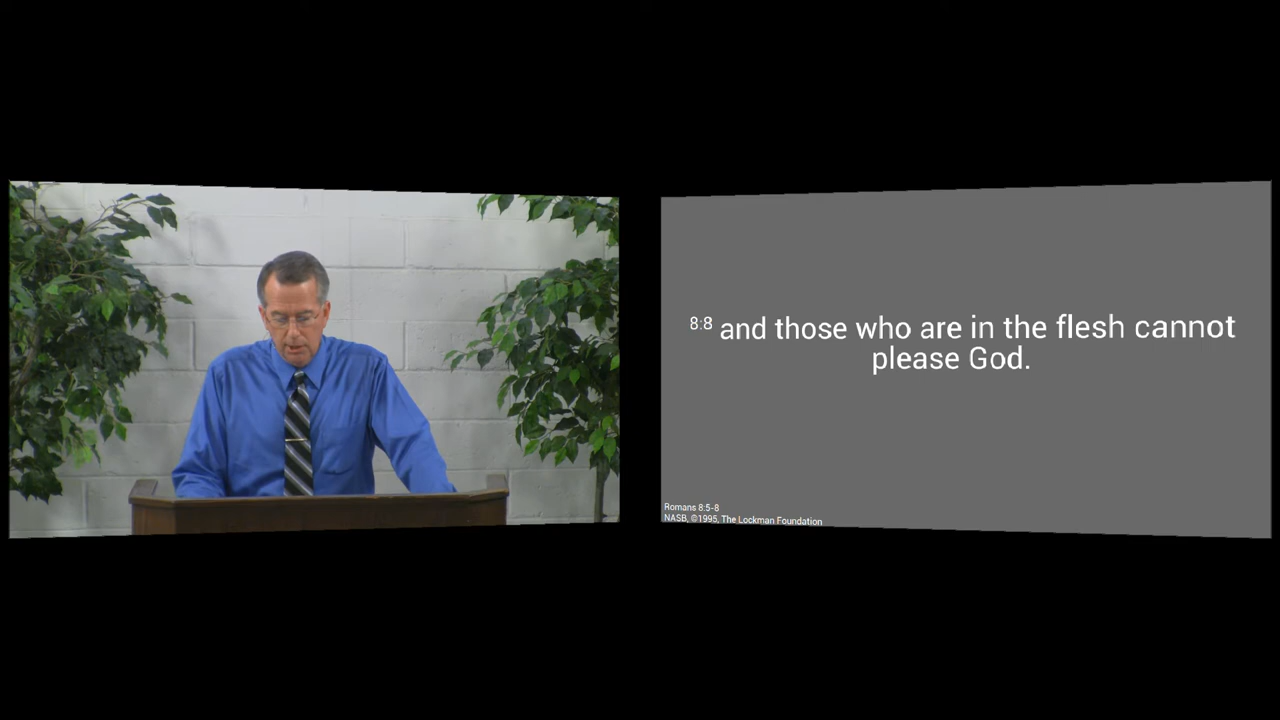 8:8 and those who are in the flesh cannot
please God.
Romans 8:5-8
NASB, ©1995, The Lockman Foundation